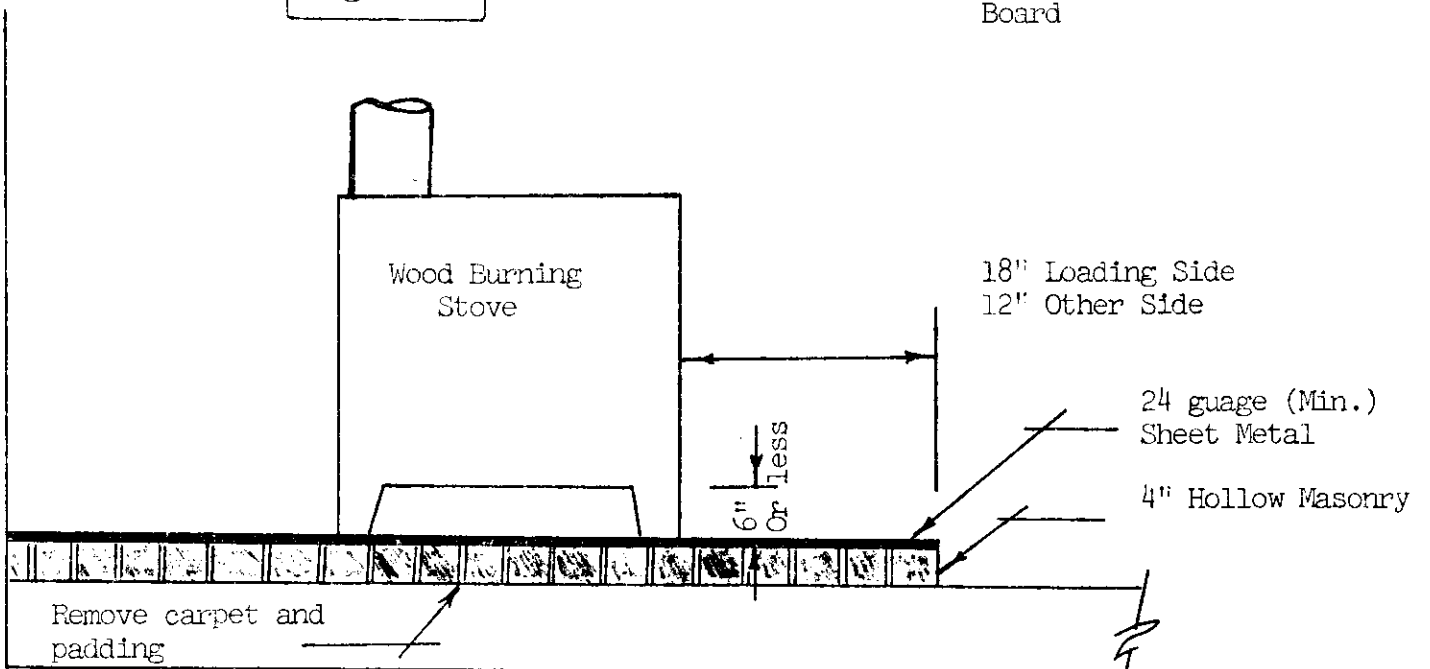 Board
Wood Burning
Stove
18" Loading Side
12" Other Side
6"
Or less
24 guage (Min.)
Sheet Metal
4" Hollow Masonry
Remove carpet and
padding